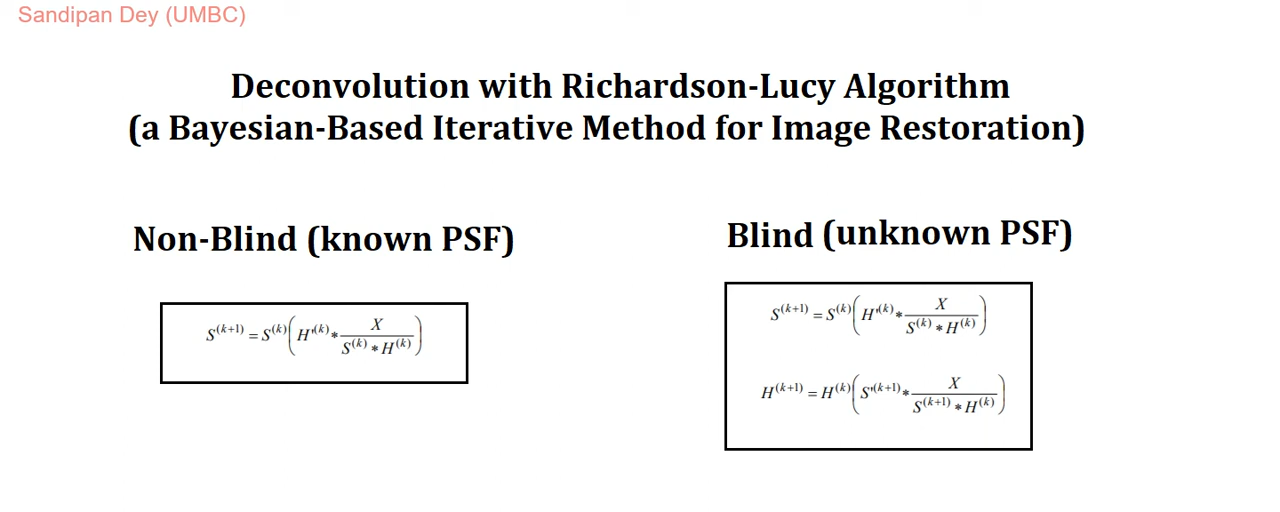 Sandipan Dey (UMBC)
Deconvolution with Richardson-Lucy Algorithm
(a Bayesian-Based Iterative Method for Image Restoration)
Non-Blind (known PSF)
S^(k+1) = S^(k) ( H'^(k) * X / (S^(k) * H^(k)) )
Blind (unknown PSF)
S^(k+1) = S^(k) ( H'^(k) * X / (S^(k) * H^(k)) )
H^(k+1) = H^(k) ( S'^(k+1) * X / (S^(k+1) * H^(k)) )